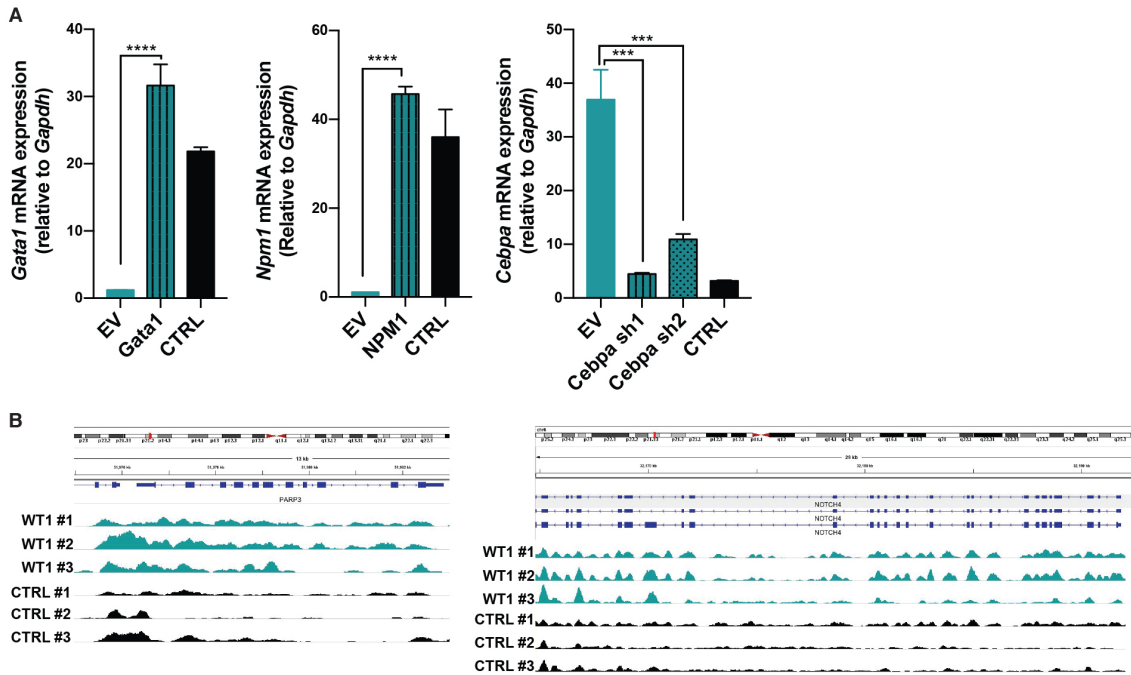 A
Gata1 mRNA expression
(relative to Gapdh)
40
30
20
10
0
****
EV
Gata1
CTRL
Npm1 mRNA expression
(Relative to Gapdh)
60
40
20
0
****
EV
NPM1
CTRL
Cebpa mRNA expression
(relative to Gapdh)
50
40
30
20
10
0
***
***
EV
Cebpa sh1
Cebpa sh2
CTRL
B
13 kb
PARP3
WT1 #1
WT1 #2
WT1 #3
CTRL #1
CTRL #2
CTRL #3
chr6
29 kb
NOTCH4
NOTCH4
NOTCH4
WT1 #1
WT1 #2
WT1 #3
CTRL #1
CTRL #2
CTRL #3